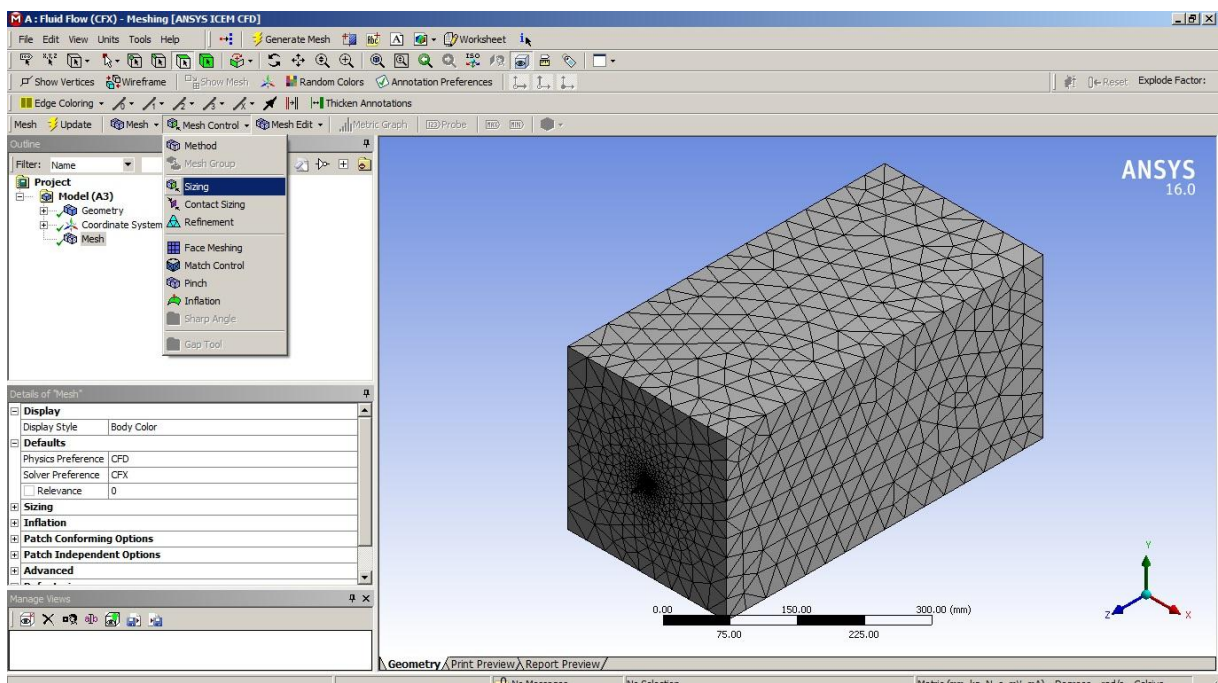 A : Fluid Flow (CFX) - Meshing [ANSYS ICEM CFD]
File Edit View Units Tools Help Generate Mesh A Worksheet i
Show Vertices Wireframe Show Mesh Random Colors Annotation Preferences Reset Explode Factor:
Edge Coloring Thicken Annotations
Mesh Update Mesh Mesh Control Mesh Edit Metric Graph Probe
Outline
Filter: Name
Project
Model (A3)
Geometry
Coordinate System
Mesh
Method
Mesh Group
Sizing
Contact Sizing
Refinement
Face Meshing
Match Control
Pinch
Inflation
Sharp Angle
Gap Tool
Details of "Mesh"
Display
Display Style Body Color
Defaults
Physics Preference CFD
Solver Preference CFX
Relevance 0
Sizing
Inflation
Patch Conforming Options
Patch Independent Options
Advanced
Manage Views
ANSYS
16.0
0.00 150.00 300.00 (mm)
75.00 225.00
Y
Z X
Geometry Print Preview Report Preview
No Messages No Selection